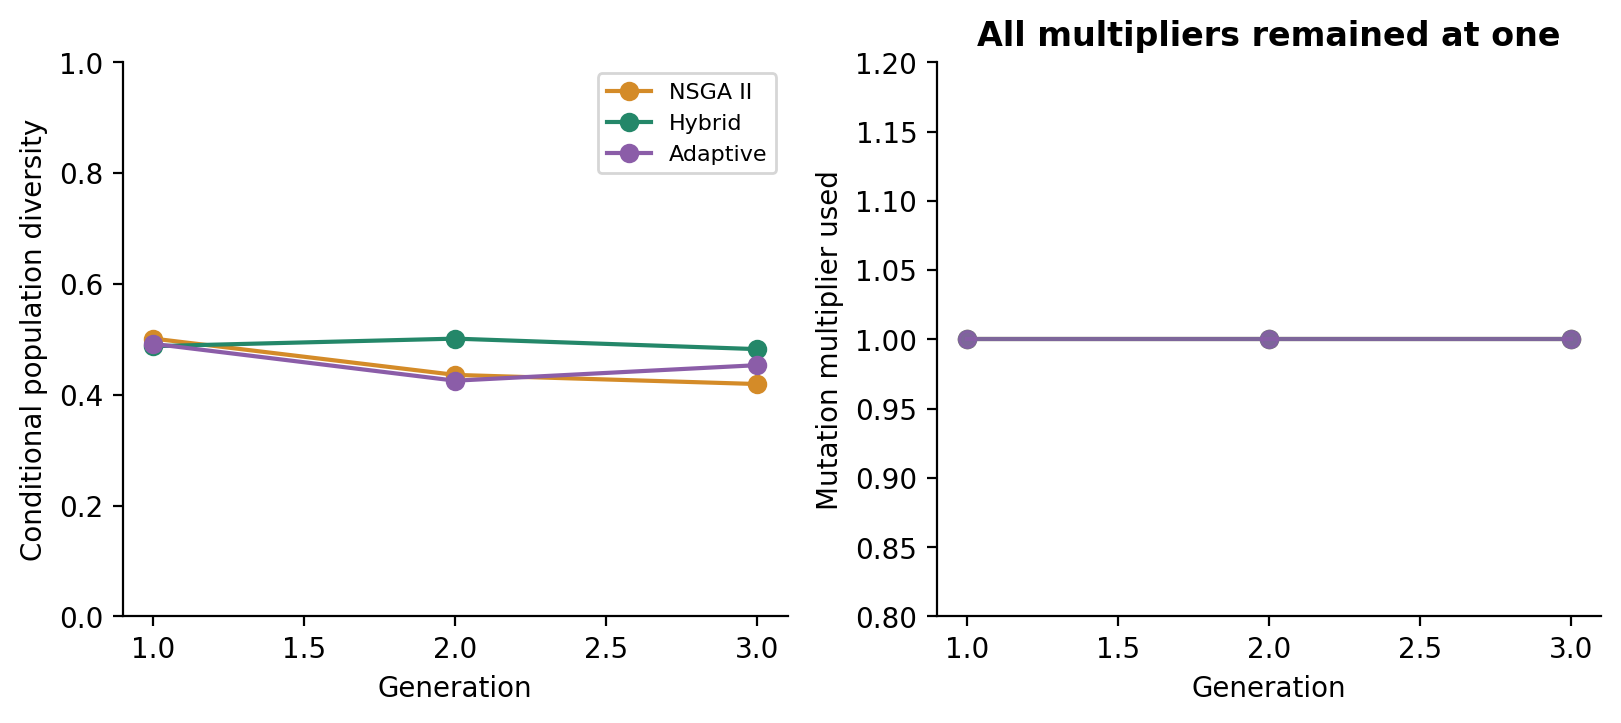 1.0
0.8
0.6
0.4
0.2
0.0
Conditional population diversity
NSGA II
Hybrid
Adaptive
1.0 1.5 2.0 2.5 3.0
Generation
All multipliers remained at one
1.20
1.15
1.10
1.05
1.00
0.95
0.90
0.85
0.80
Mutation multiplier used
1.0 1.5 2.0 2.5 3.0
Generation